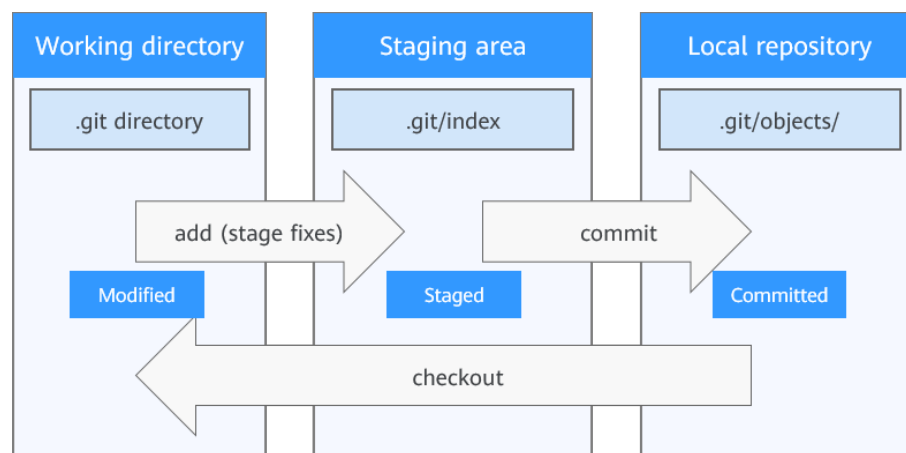 Working directory
Staging area
Local repository
.git directory
.git/index
.git/objects/
add (stage fixes)
commit
Modified
Staged
Committed
checkout